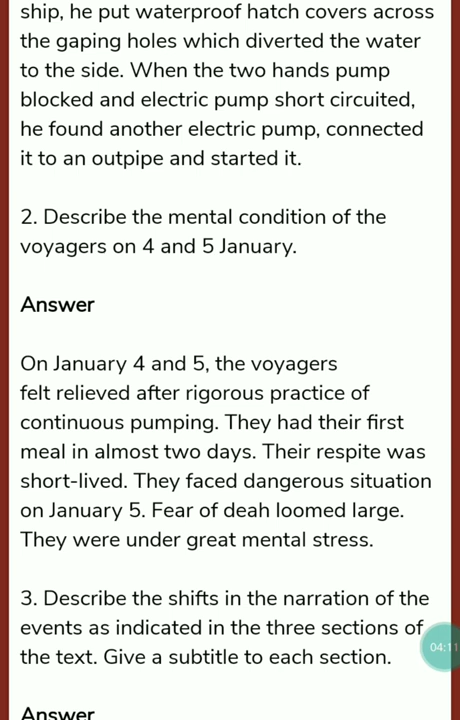 ship, he put waterproof hatch covers across
the gaping holes which diverted the water
to the side. When the two hands pump
blocked and electric pump short circuited,
he found another electric pump, connected
it to an outpipe and started it.
2. Describe the mental condition of the
voyagers on 4 and 5 January.
Answer
On January 4 and 5, the voyagers
felt relieved after rigorous practice of
continuous pumping. They had their first
meal in almost two days. Their respite was
short-lived. They faced dangerous situation
on January 5. Fear of deah loomed large.
They were under great mental stress.
3. Describe the shifts in the narration of the
events as indicated in the three sections of
the text. Give a subtitle to each section.
04:11
Answer